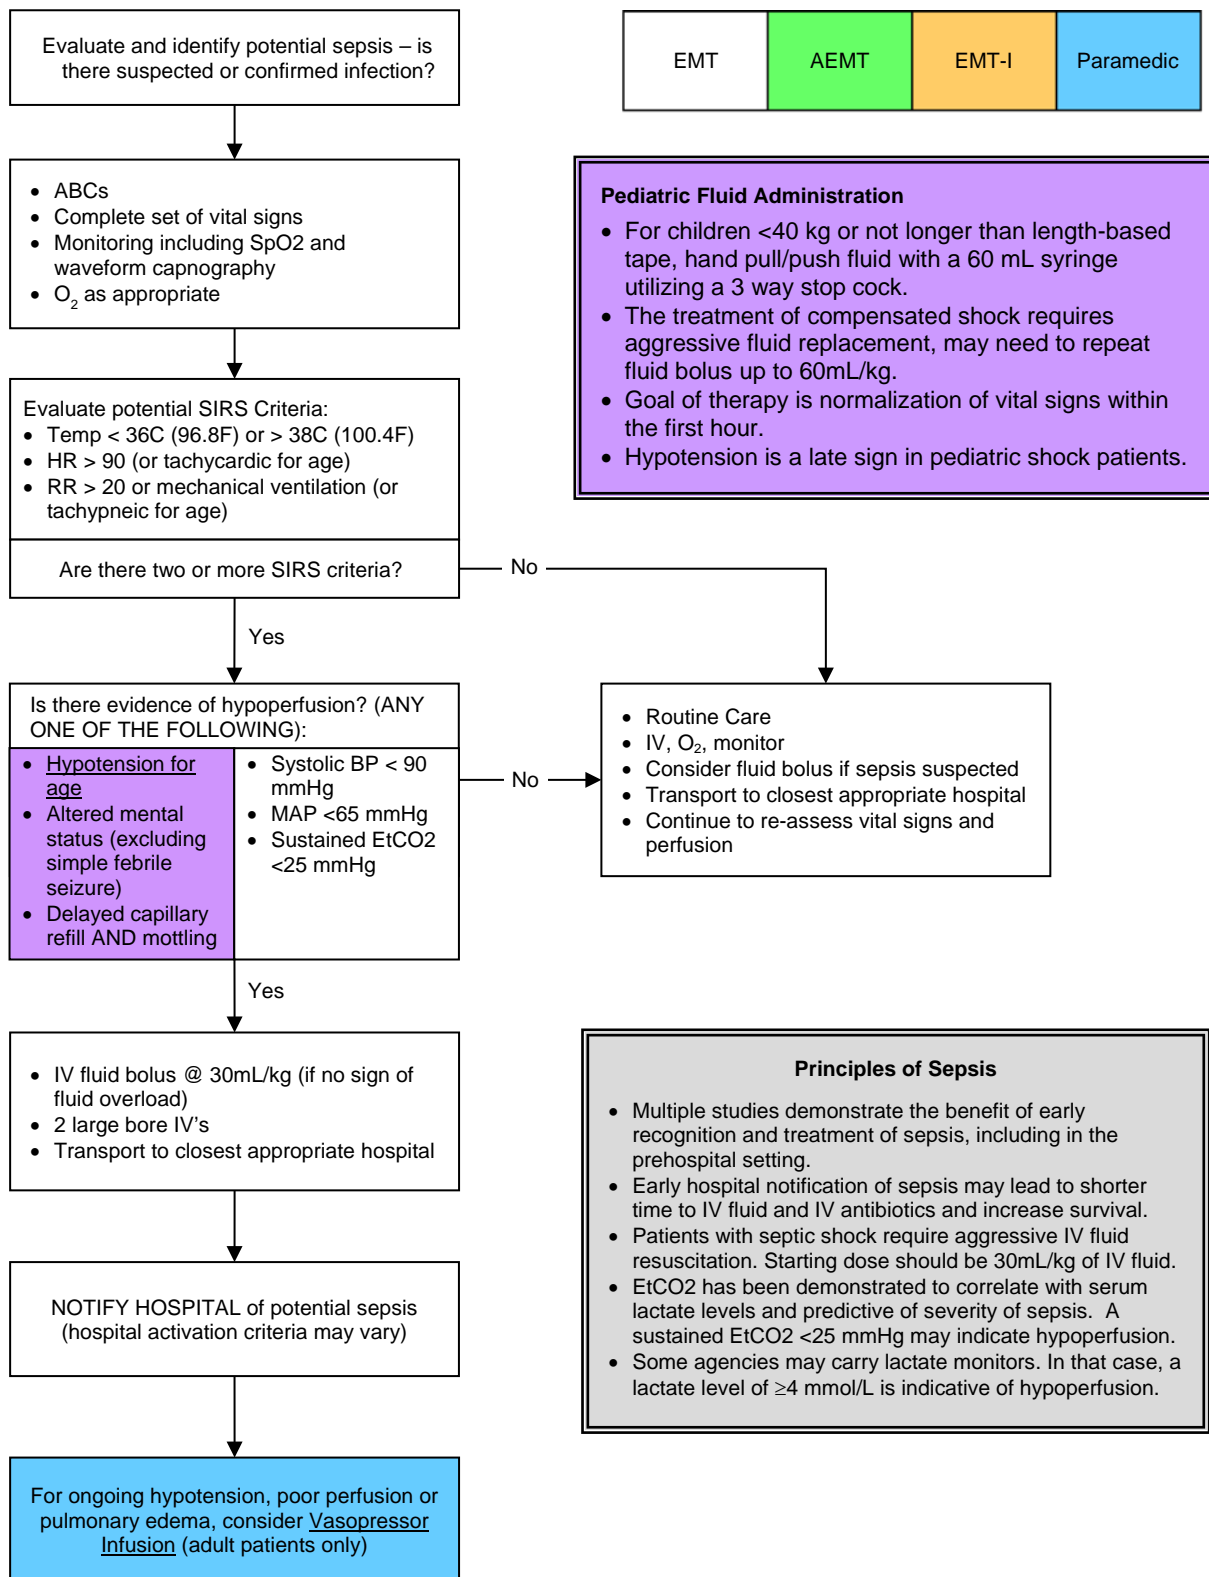 Evaluate and identify potential sepsis – is
there suspected or confirmed infection?
EMT
AEMT
EMT-I
Paramedic
• ABCs
• Complete set of vital signs
• Monitoring including SpO2 and
waveform capnography
• O2 as appropriate
Pediatric Fluid Administration
• For children <40 kg or not longer than length-based
tape, hand pull/push fluid with a 60 mL syringe
utilizing a 3 way stop cock.
• The treatment of compensated shock requires
aggressive fluid replacement, may need to repeat
fluid bolus up to 60mL/kg.
• Goal of therapy is normalization of vital signs within
the first hour.
• Hypotension is a late sign in pediatric shock patients.
Evaluate potential SIRS Criteria:
• Temp < 36C (96.8F) or > 38C (100.4F)
• HR > 90 (or tachycardic for age)
• RR > 20 or mechanical ventilation (or
tachypneic for age)
Are there two or more SIRS criteria?
No
Yes
Is there evidence of hypoperfusion? (ANY
ONE OF THE FOLLOWING):
• Hypotension for
age
• Altered mental
status (excluding
simple febrile
seizure)
• Delayed capillary
refill AND mottling
• Systolic BP < 90
mmHg
• MAP <65 mmHg
• Sustained EtCO2
<25 mmHg
No
• Routine Care
• IV, O2, monitor
• Consider fluid bolus if sepsis suspected
• Transport to closest appropriate hospital
• Continue to re-assess vital signs and
perfusion
Yes
• IV fluid bolus @ 30mL/kg (if no sign of
fluid overload)
• 2 large bore IV's
• Transport to closest appropriate hospital
Principles of Sepsis
• Multiple studies demonstrate the benefit of early
recognition and treatment of sepsis, including in the
prehospital setting.
• Early hospital notification of sepsis may lead to shorter
time to IV fluid and IV antibiotics and increase survival.
• Patients with septic shock require aggressive IV fluid
resuscitation. Starting dose should be 30mL/kg of IV fluid.
• EtCO2 has been demonstrated to correlate with serum
lactate levels and predictive of severity of sepsis. A
sustained EtCO2 <25 mmHg may indicate hypoperfusion.
• Some agencies may carry lactate monitors. In that case, a
lactate level of ≥4 mmol/L is indicative of hypoperfusion.
NOTIFY HOSPITAL of potential sepsis
(hospital activation criteria may vary)
For ongoing hypotension, poor perfusion or
pulmonary edema, consider Vasopressor
Infusion (adult patients only)